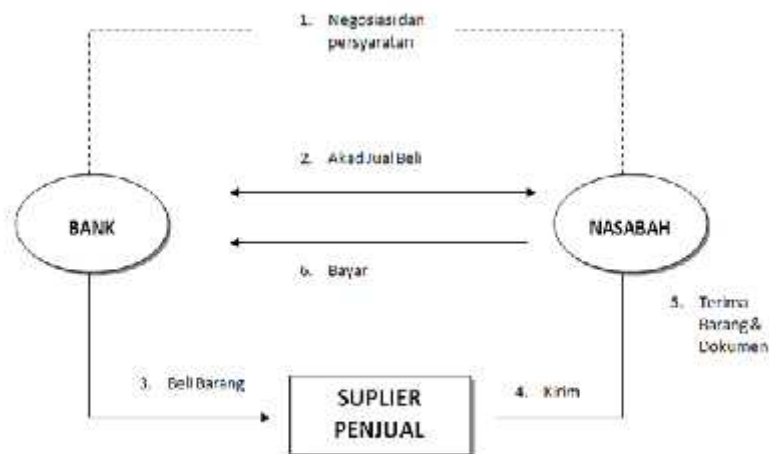 1. Negosiasi dan
persyaratan
2. Akad Jual Beli
BANK
NASABAH
6. Bayar
5. Terima
Barang &
Dokumen
3. Beli Barang
SUPLIER
PENJUAL
4. Kirim